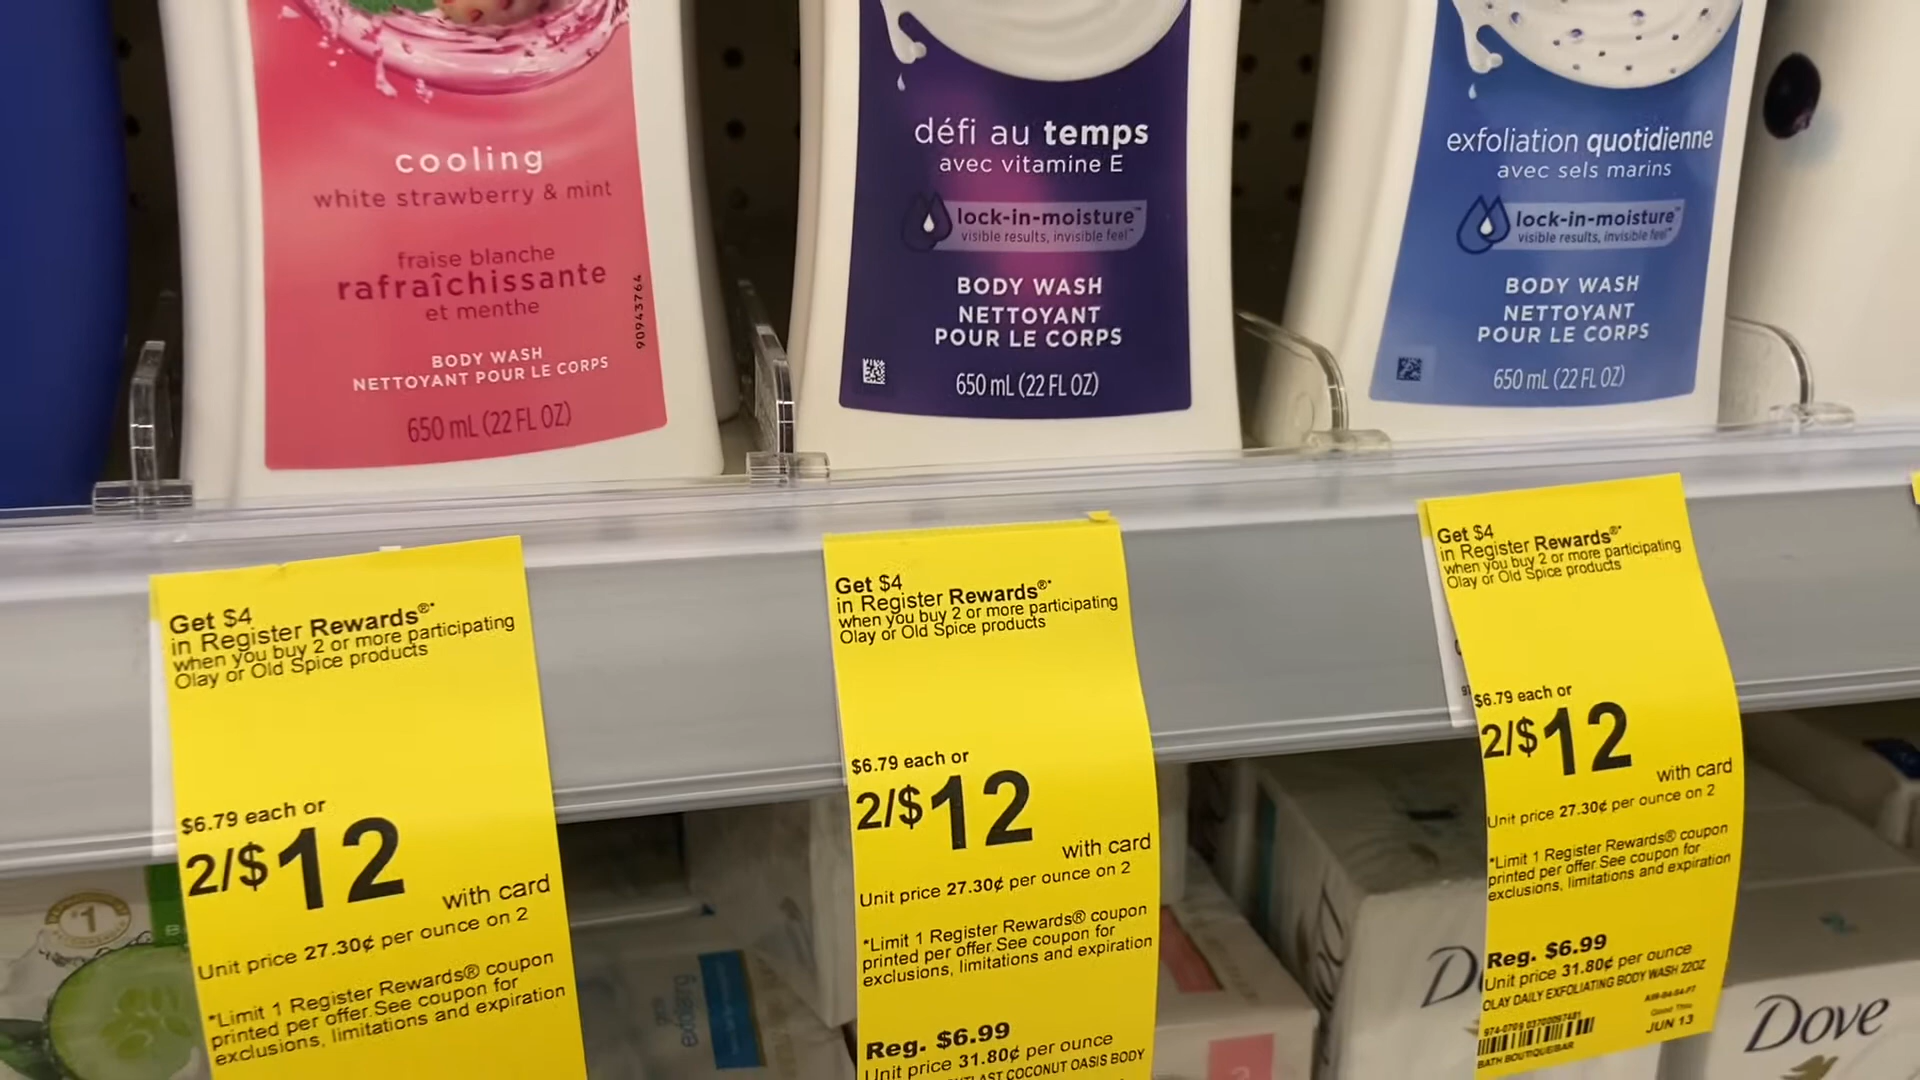 cooling
white strawberry & mint
fraise blanche
rafraîchissante
et menthe
BODY WASH
NETTOYANT POUR LE CORPS
650 mL (22 FL OZ)
90943764
défi au temps
avec vitamine E
lock-in-moisture™
visible results, invisible feel™
BODY WASH
NETTOYANT
POUR LE CORPS
650 mL (22 FL OZ)
exfoliation quotidienne
avec sels marins
lock-in-moisture™
visible results, invisible feel™
BODY WASH
NETTOYANT
POUR LE CORPS
650 mL (22 FL OZ)
Get $4
in Register Rewards®*
when you buy 2 or more participating
Olay or Old Spice products
$6.79 each or
2/$12
with card
Unit price 27.30¢ per ounce on 2
*Limit 1 Register Rewards® coupon
printed per offer. See coupon for
exclusions, limitations and expiration
Get $4
in Register Rewards®*
when you buy 2 or more participating
Olay or Old Spice products
$6.79 each or
2/$12
with card
Unit price 27.30¢ per ounce on 2
*Limit 1 Register Rewards® coupon
printed per offer. See coupon for
exclusions, limitations and expiration
Reg. $6.99
Unit price 31.80¢ per ounce
COCONUT OASIS BODY
Get $4
in Register Rewards®*
when you buy 2 or more participating
Olay or Old Spice products
$6.79 each or
2/$12
with card
Unit price 27.30¢ per ounce on 2
*Limit 1 Register Rewards® coupon
printed per offer. See coupon for
exclusions, limitations and expiration
Reg. $6.99
Unit price 31.80¢ per ounce
OLAY DAILY EXFOLIATING BODY WASH 22OZ
Good Thru
JUN 13
BATH BOUTIQUE/BAR
#1
Dove